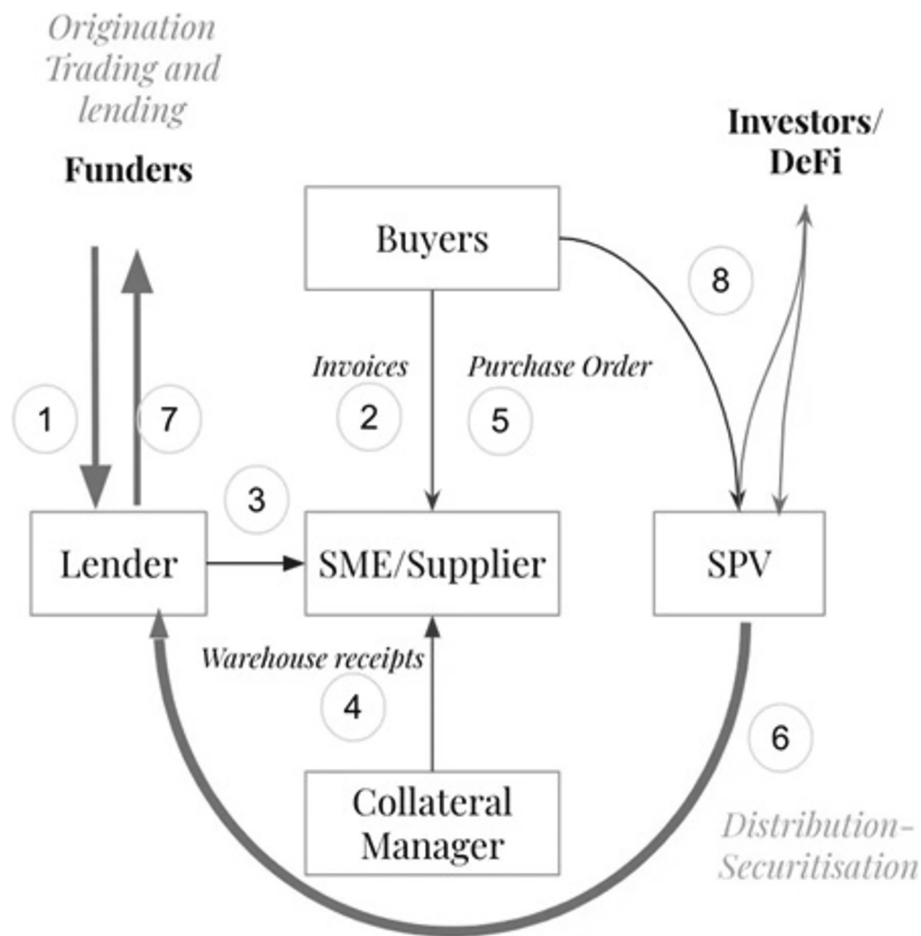 Origination
Trading and
lending
Funders
Investors/
DeFi
Buyers
8
Invoices
Purchase Order
1
7
2
5
3
Lender
SME/Supplier
SPV
Warehouse receipts
4
6
Collateral
Manager
Distribution-
Securitisation